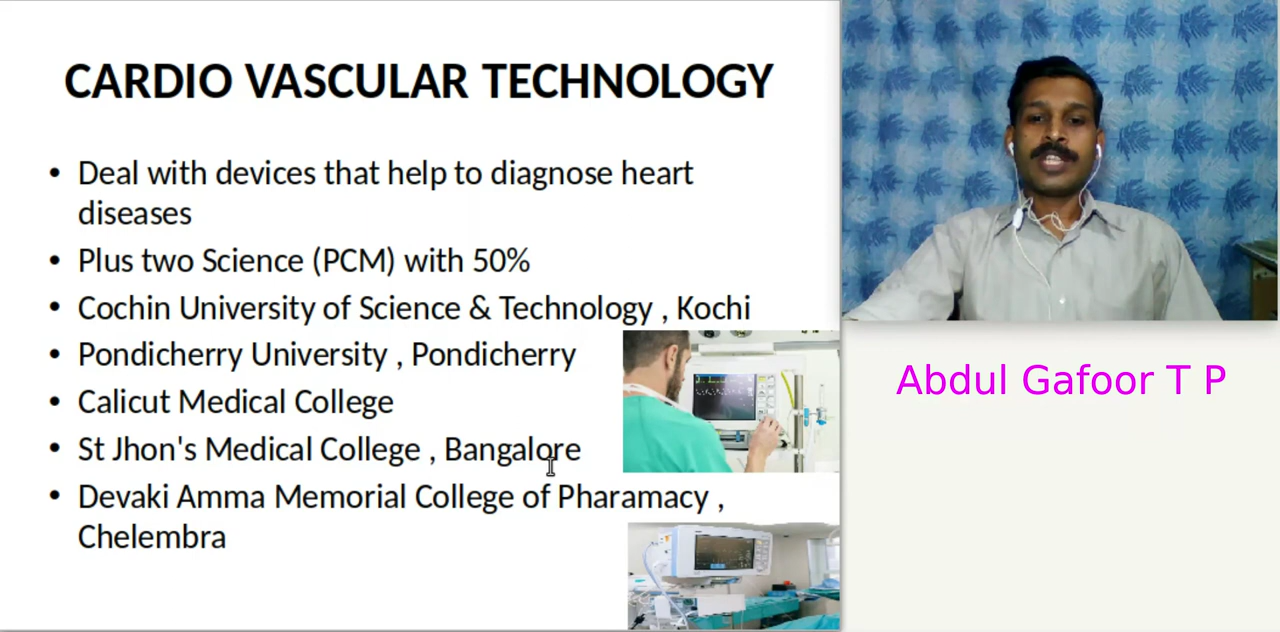 CARDIO VASCULAR TECHNOLOGY
• Deal with devices that help to diagnose heart
diseases
• Plus two Science (PCM) with 50%
• Cochin University of Science & Technology , Kochi
• Pondicherry University , Pondicherry
• Calicut Medical College
• St Jhon's Medical College , Bangalore
• Devaki Amma Memorial College of Pharamacy ,
Chelembra
Abdul Gafoor T P